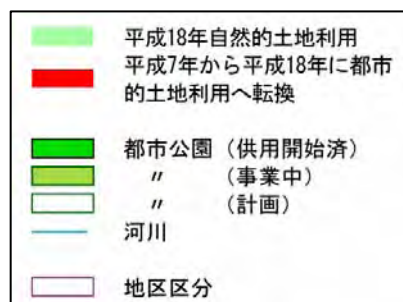 平成18年自然的土地利用
平成7年から平成18年に都市
的土地利用へ転換
都市公園（供用開始済）
〃　（事業中）
〃　（計画）
河川
地区区分